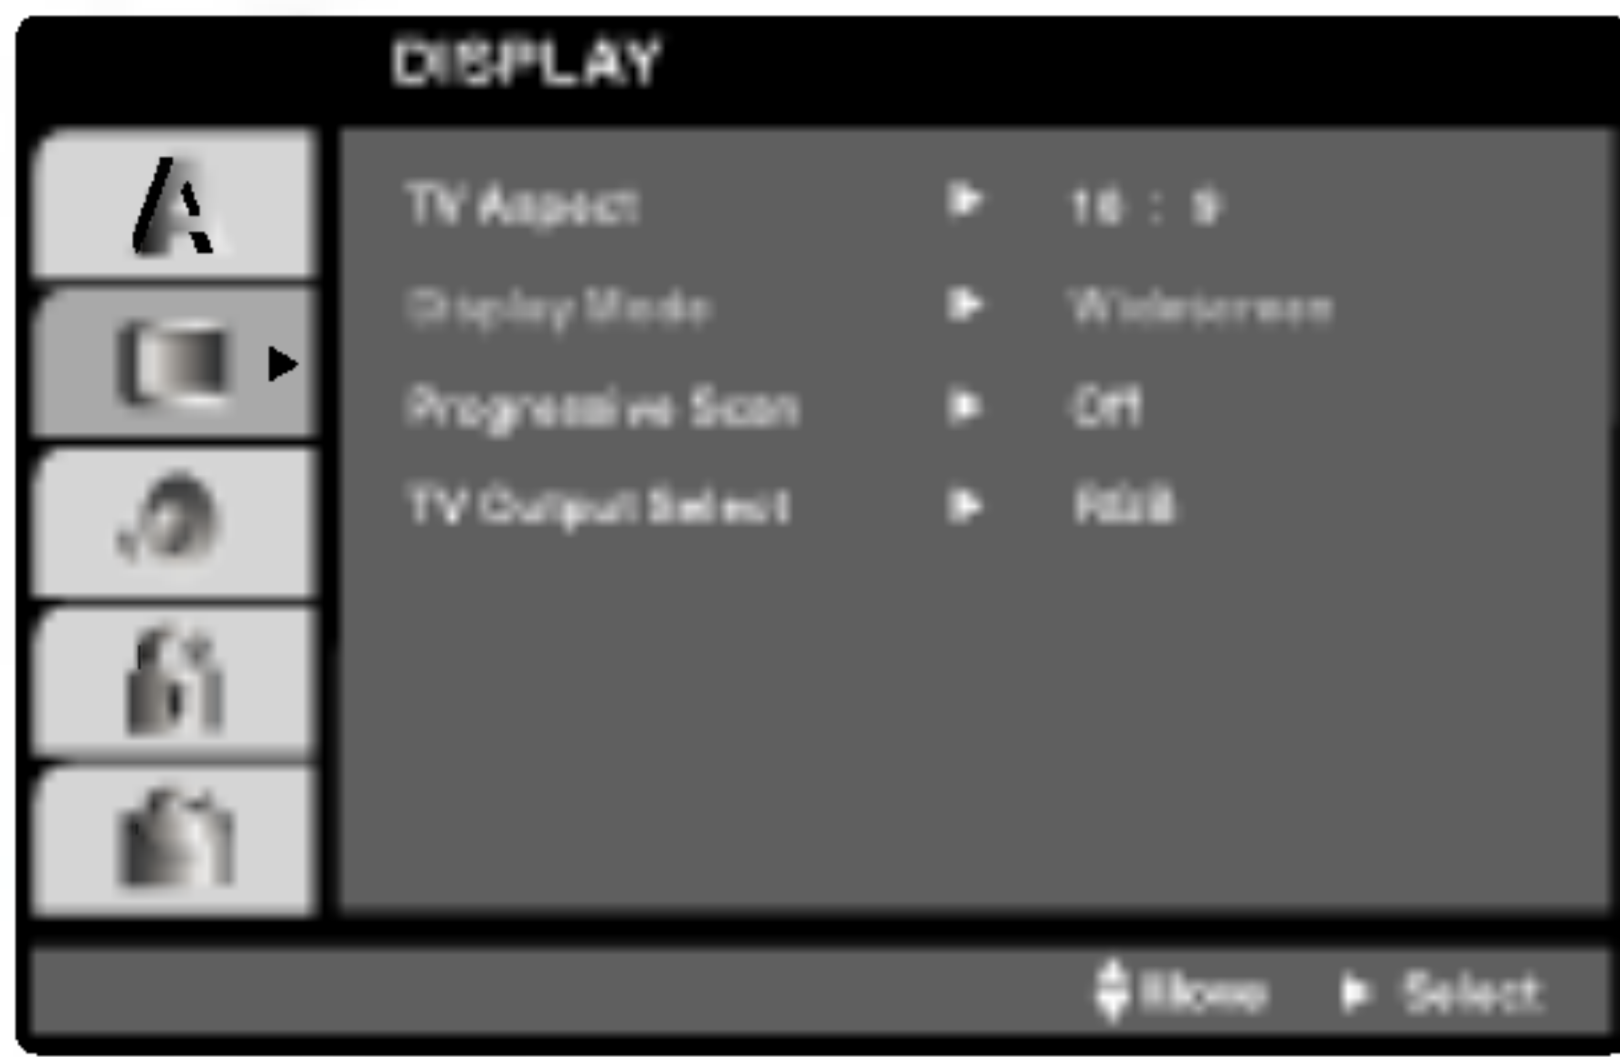 DISPLAY
TV Aspect 16 : 9
Display Mode Widescreen
Progressive Scan Off
TV Output Select RGB
Move Select